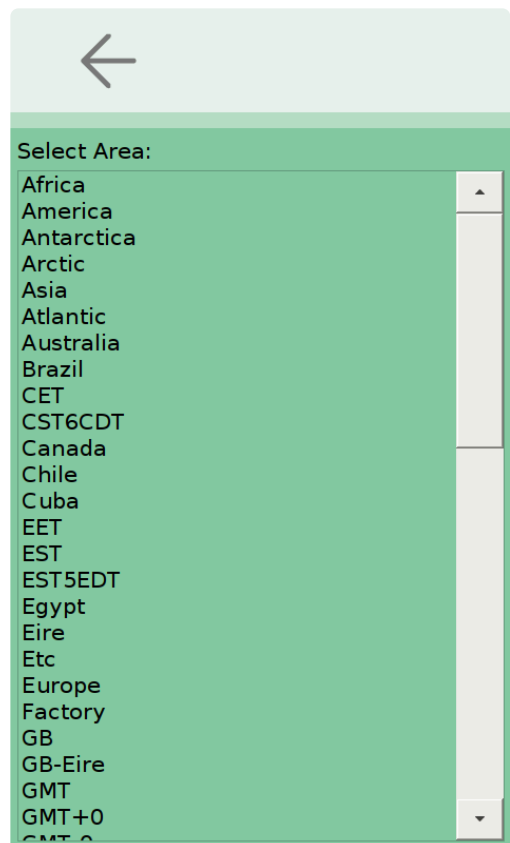 Select Area:
Africa
America
Antarctica
Arctic
Asia
Atlantic
Australia
Brazil
CET
CST6CDT
Canada
Chile
Cuba
EET
EST
EST5EDT
Egypt
Eire
Etc
Europe
Factory
GB
GB-Eire
GMT
GMT+0